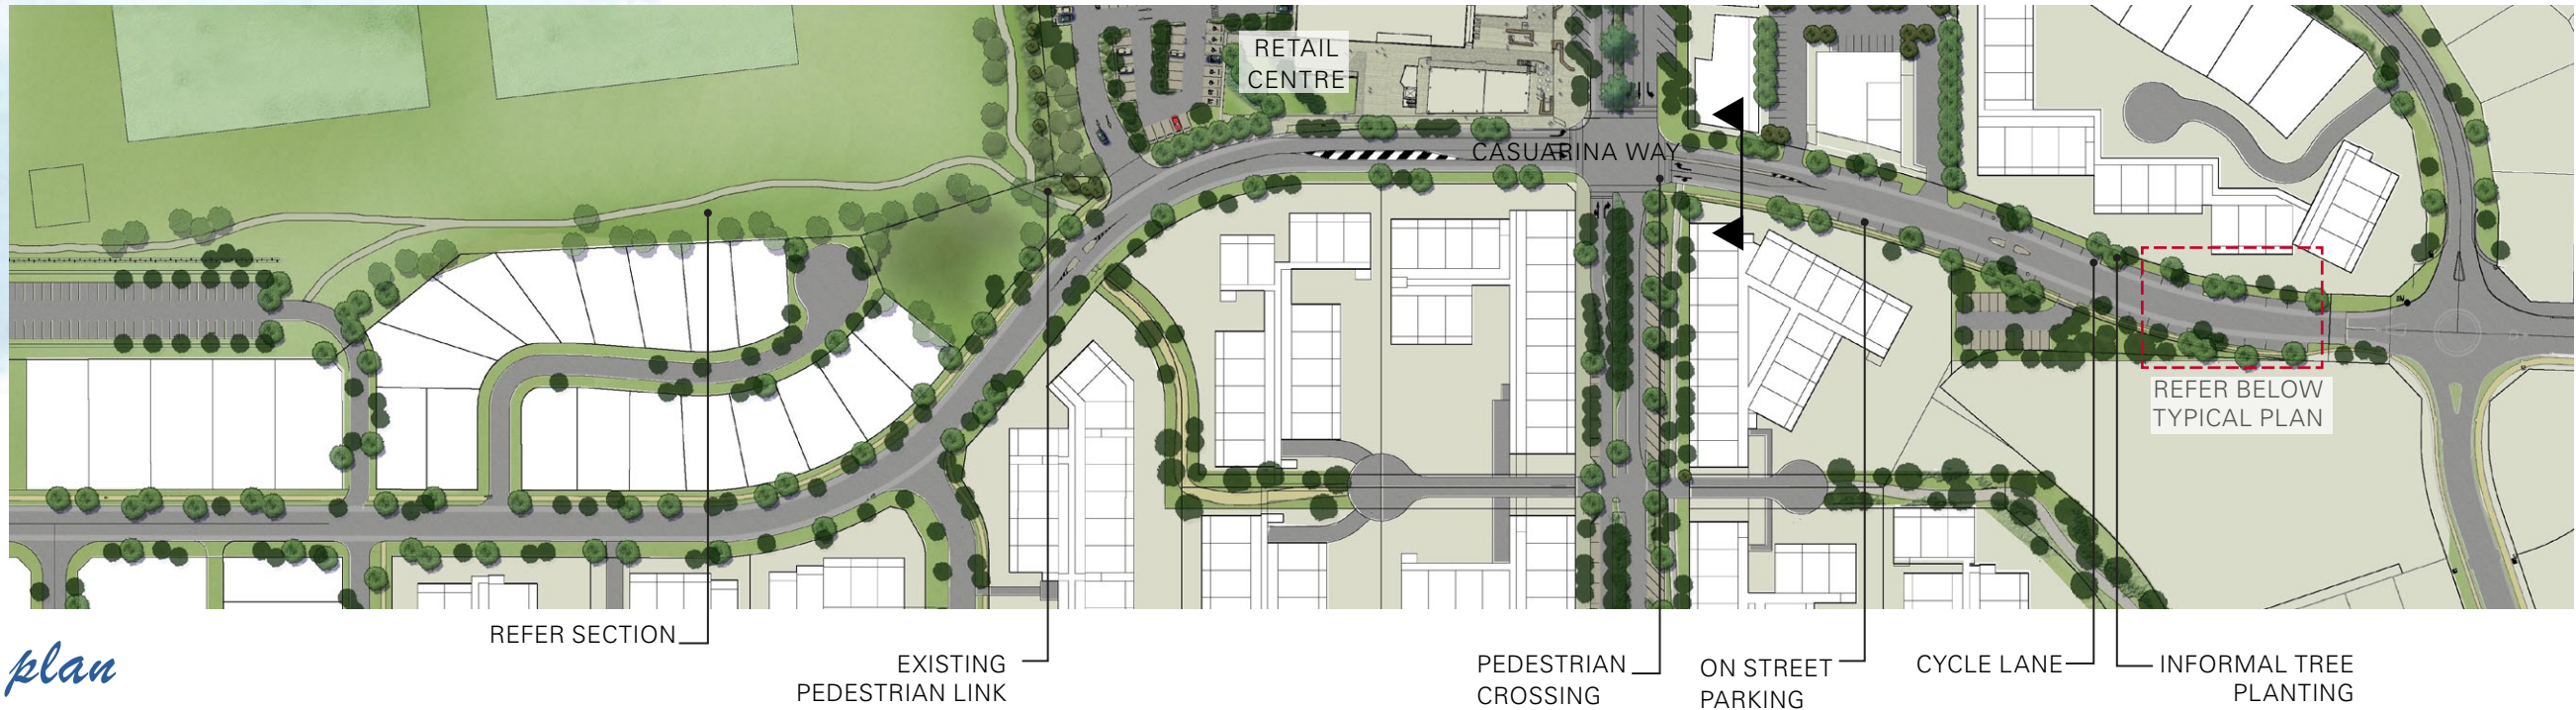 RETAIL
CENTRE
CASUARINA WAY
REFER BELOW
TYPICAL PLAN
REFER SECTION
EXISTING
PEDESTRIAN LINK
PEDESTRIAN
CROSSING
ON STREET
PARKING
CYCLE LANE
INFORMAL TREE
PLANTING
plan